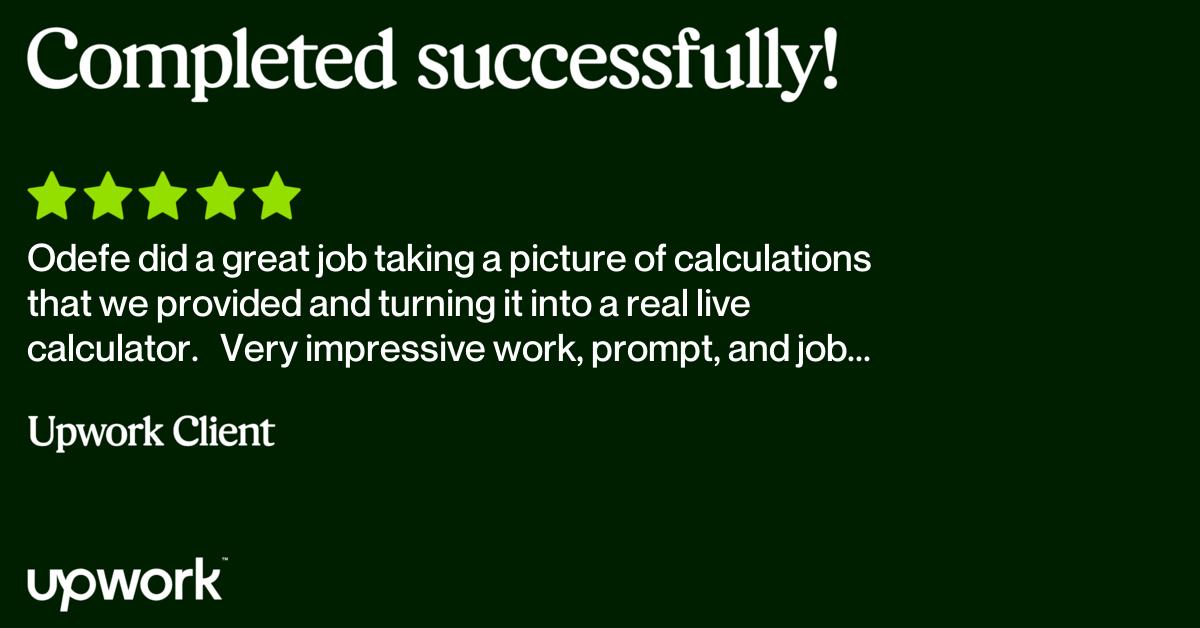 Completed successfully!
Odefe did a great job taking a picture of calculations
that we provided and turning it into a real live
calculator.   Very impressive work, prompt, and job...
Upwork Client
upwork™